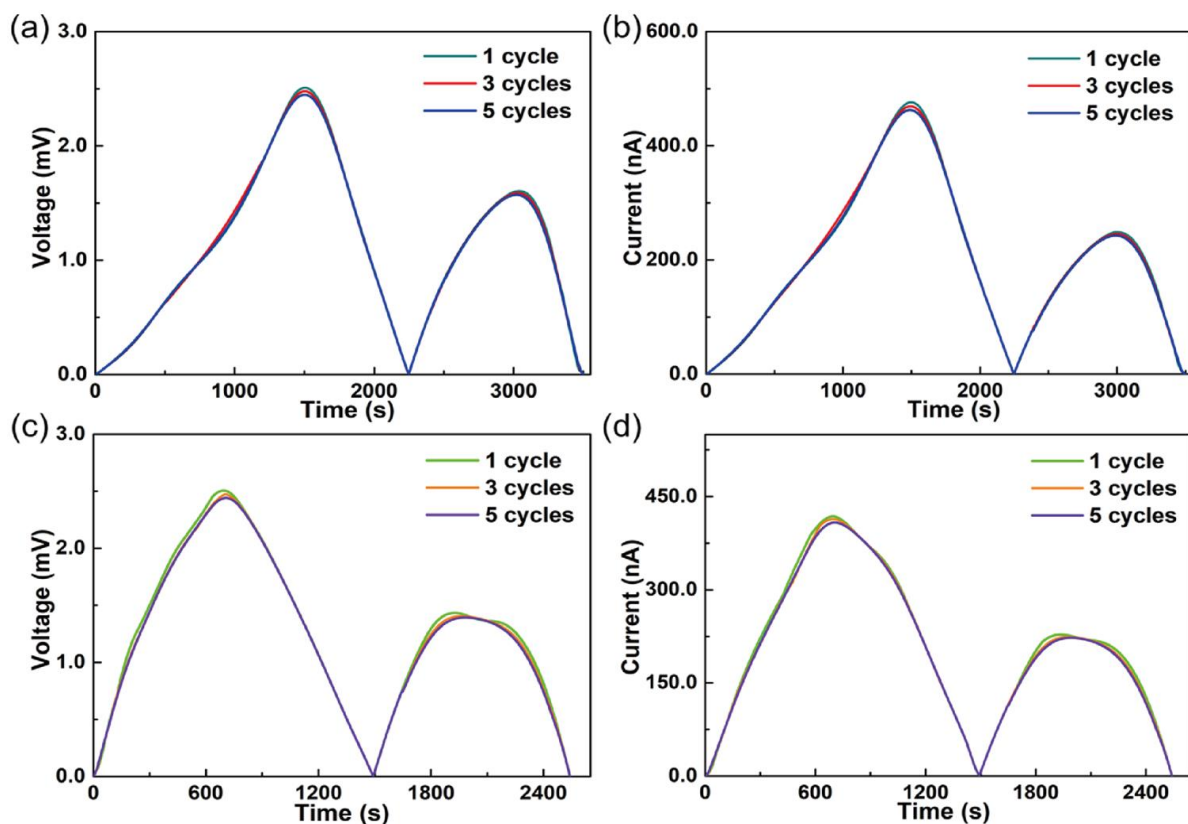 (a)
3.0
2.0
1.0
0.0
Voltage (mV)
1 cycle
3 cycles
5 cycles
0
1000
2000
3000
Time (s)
(b)
600.0
400.0
200.0
0.0
Current (nA)
1 cycle
3 cycles
5 cycles
0
1000
2000
3000
Time (s)
(c)
3.0
2.0
1.0
0.0
Voltage (mV)
1 cycle
3 cycles
5 cycles
0
600
1200
1800
2400
Time (s)
(d)
450.0
300.0
150.0
0.0
Current (nA)
1 cycle
3 cycles
5 cycles
0
600
1200
1800
2400
Time (s)